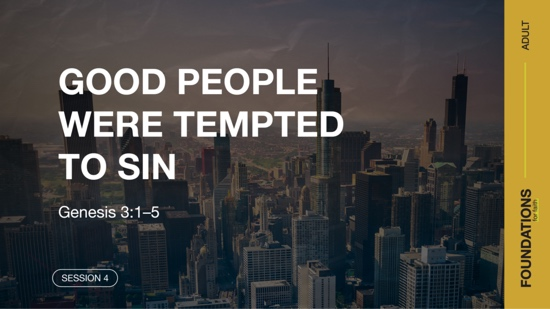 GOOD PEOPLE
WERE TEMPTED
TO SIN
Genesis 3:1–5
SESSION 4
ADULT
FOUNDATIONS
for faith